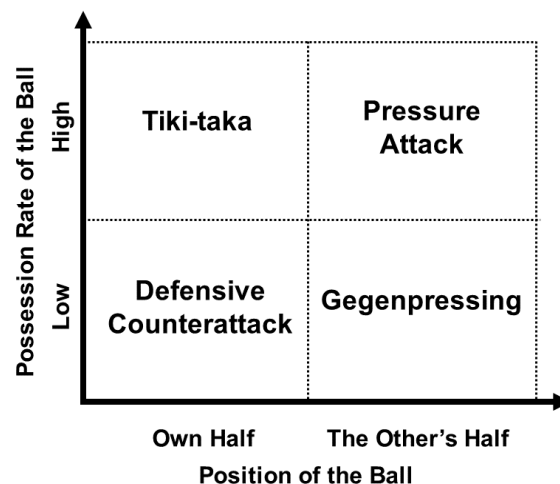 Possession Rate of the Ball
High
Low
Tiki-taka
Pressure
Attack
Defensive
Counterattack
Gegenpressing
Own Half
The Other's Half
Position of the Ball